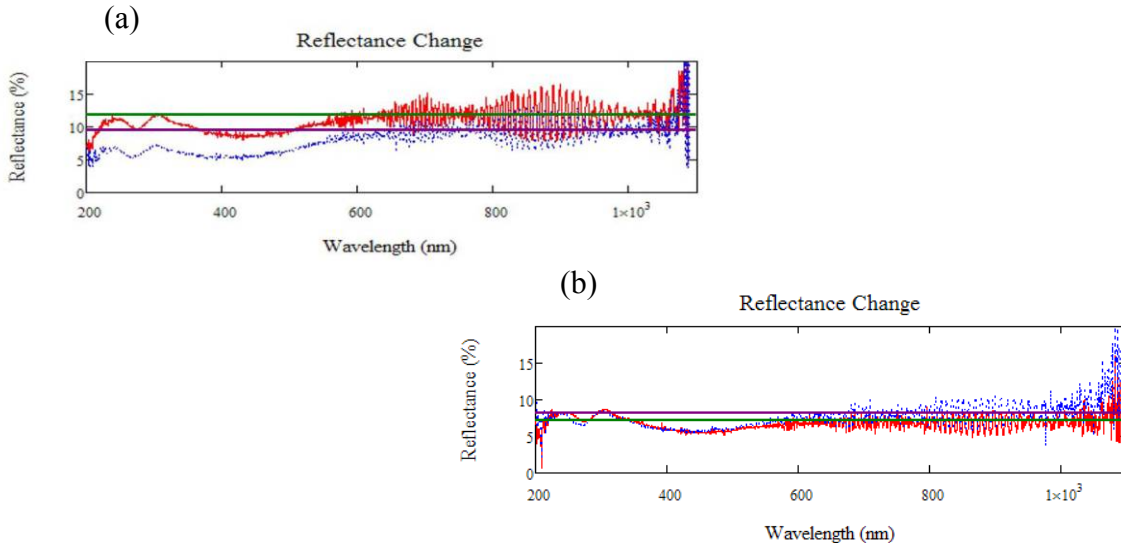 (a)
Reflectance Change
Reflectance (%)
15
10
5
0
200
400
600
800
1×10³
Wavelength (nm)
(b)
Reflectance Change
Reflectance (%)
15
10
5
0
200
400
600
800
1×10³
Wavelength (nm)